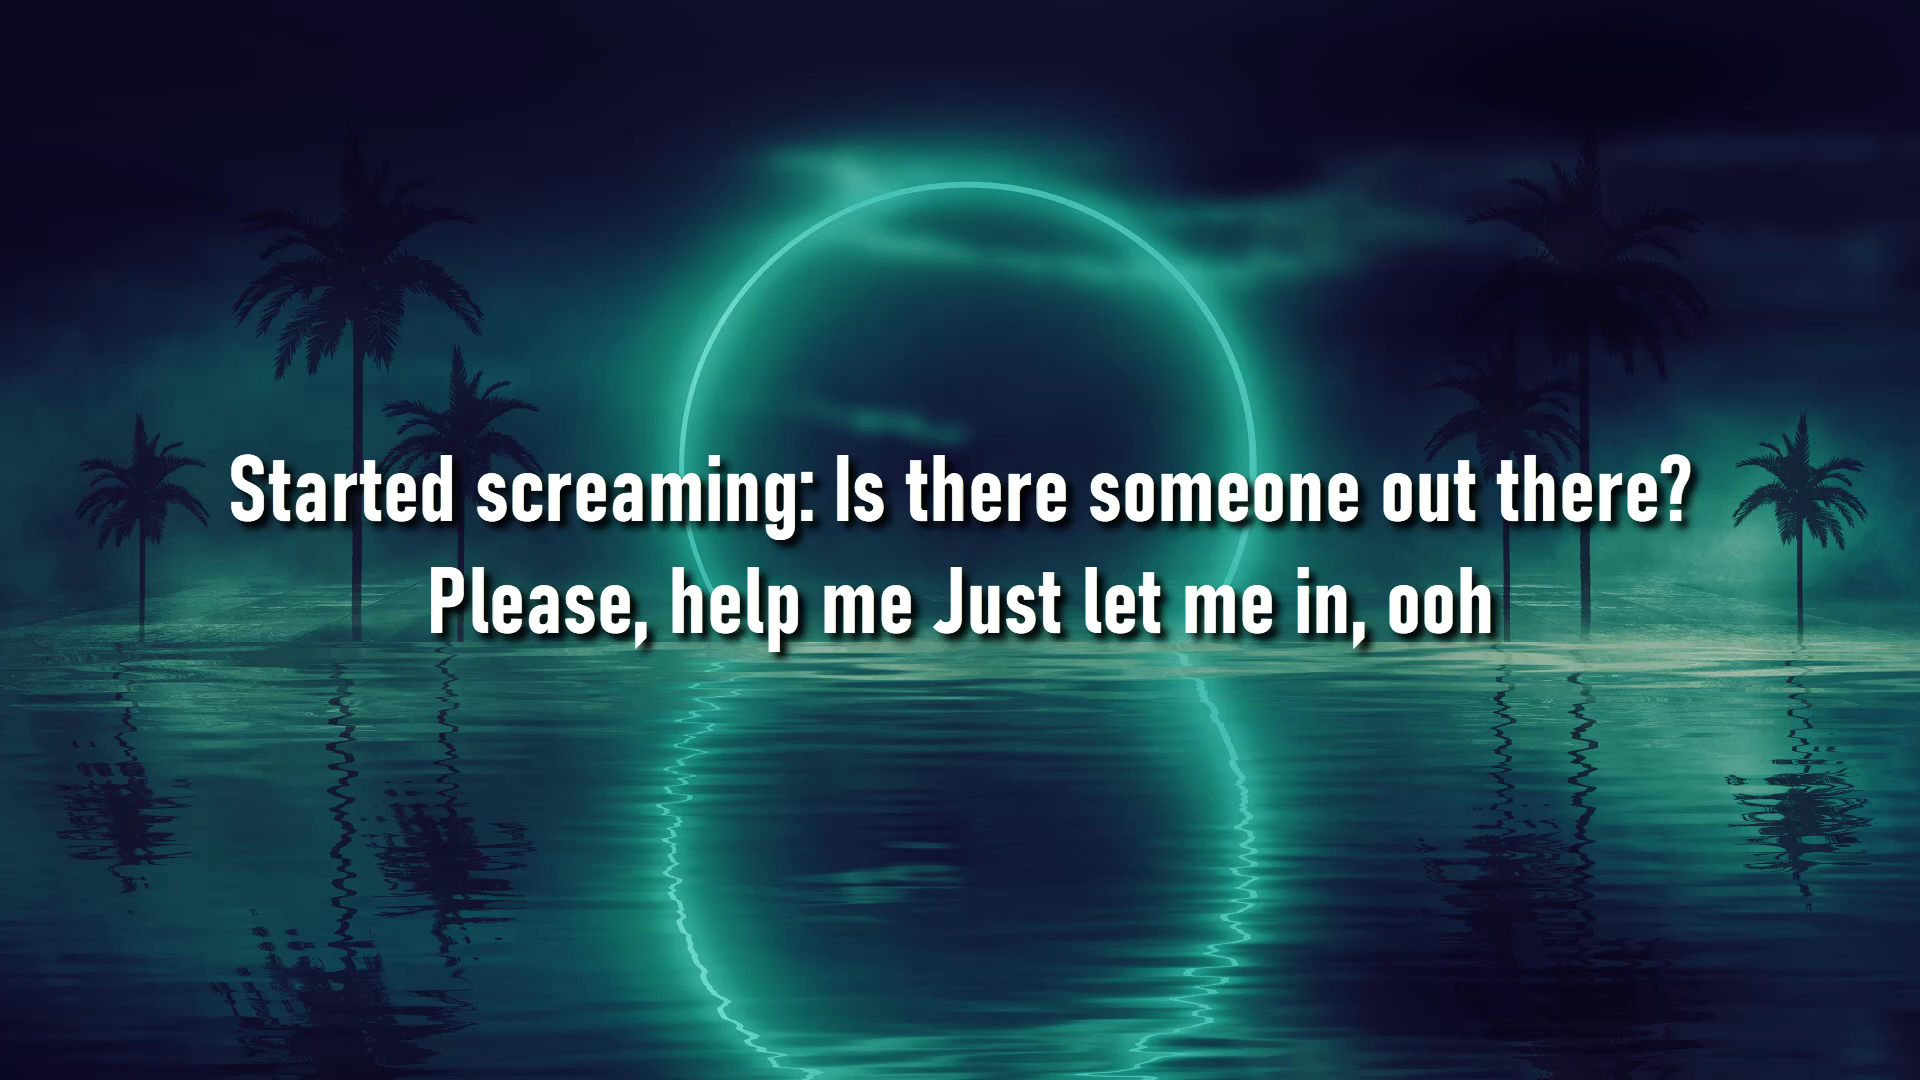 Started screaming: Is there someone out there?
Please, help me Just let me in, ooh